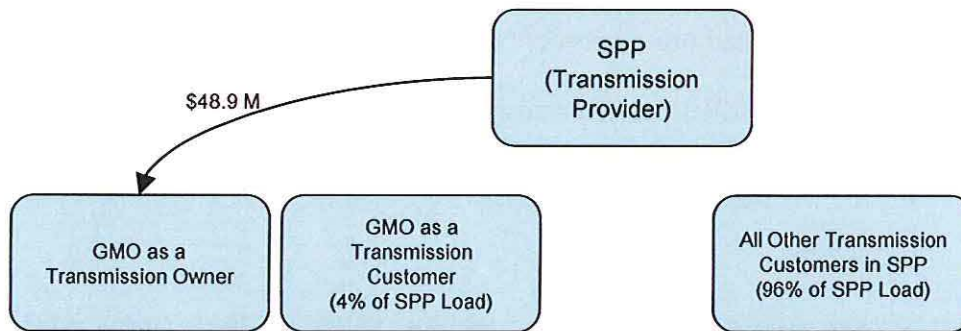 SPP
(Transmission
Provider)
$48.9 M
GMO as a
Transmission Owner
GMO as a
Transmission
Customer
(4% of SPP Load)
All Other Transmission
Customers in SPP
(96% of SPP Load)